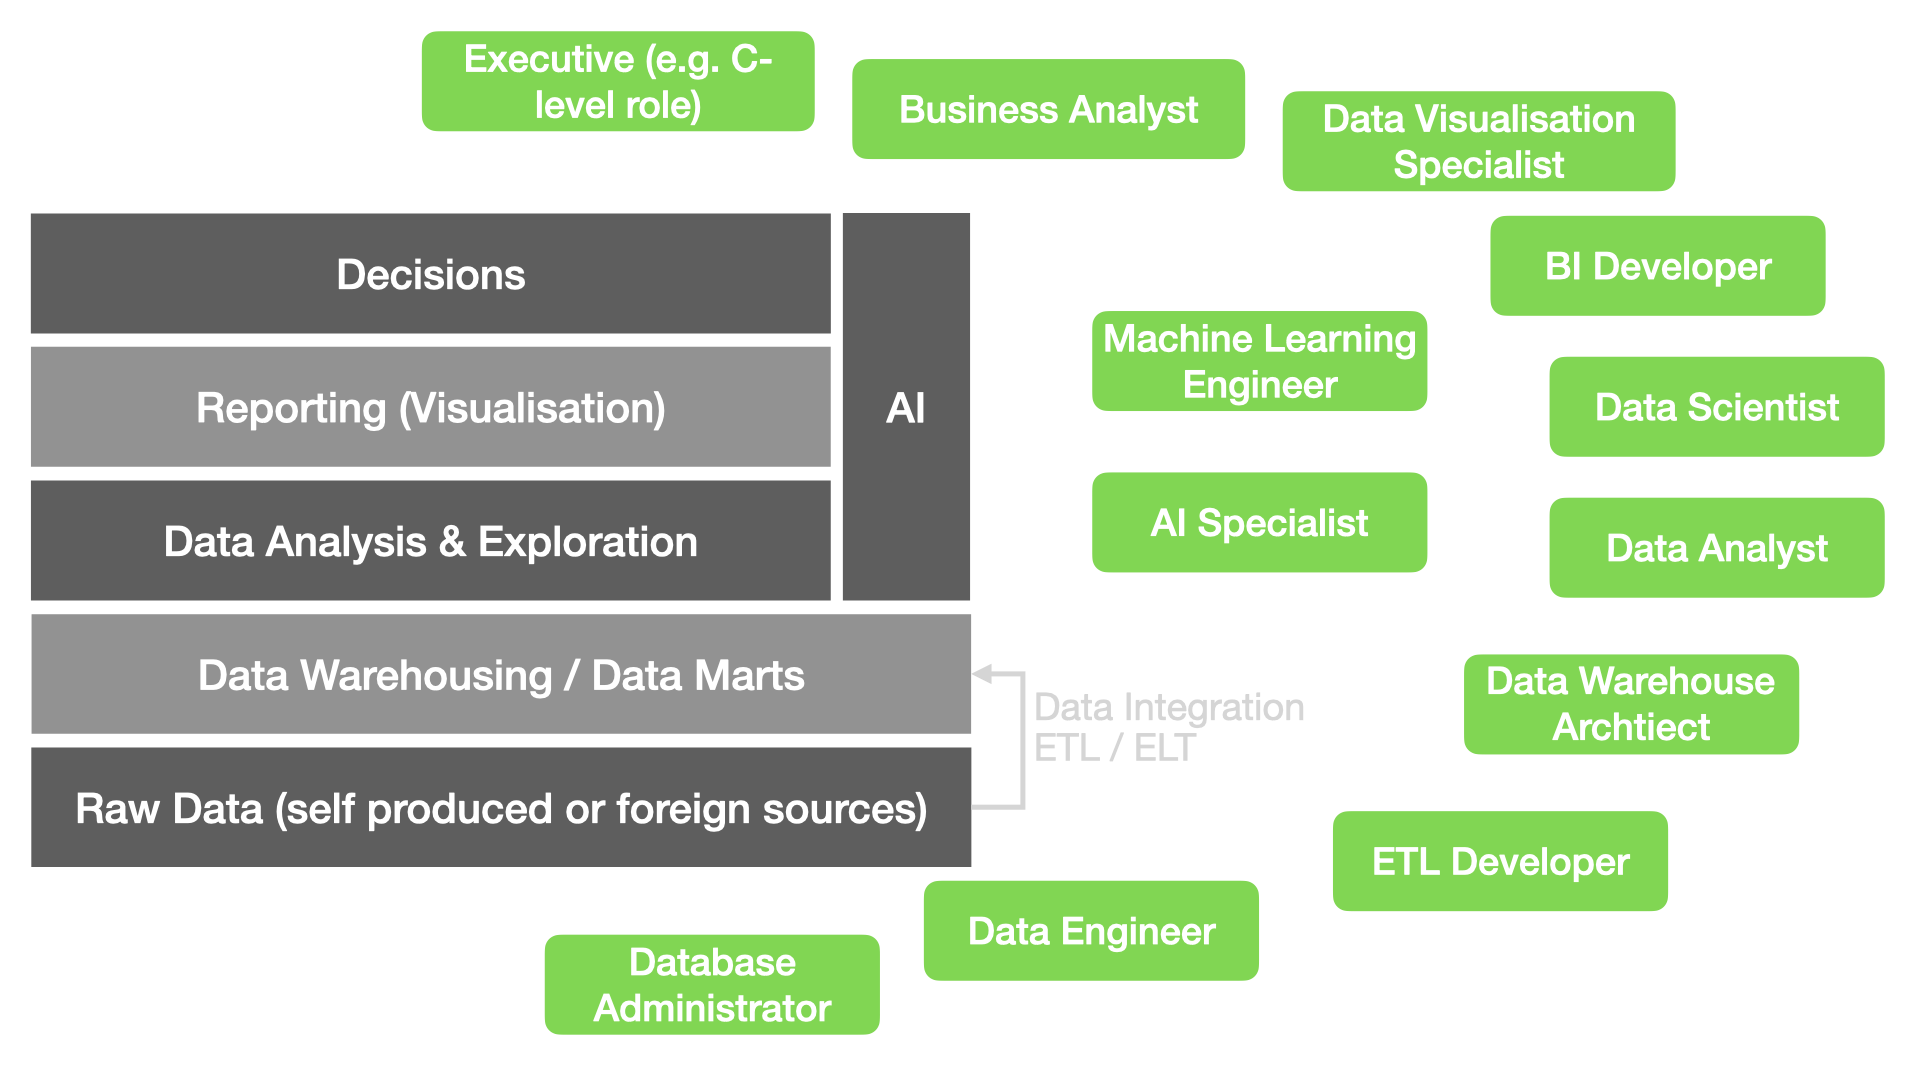 Executive (e.g. C-
level role)
Business Analyst
Data Visualisation
Specialist
Decisions
BI Developer
Machine Learning
Engineer
Reporting (Visualisation)
AI
Data Scientist
Data Analysis & Exploration
AI Specialist
Data Analyst
Data Warehousing / Data Marts
Data Integration
ETL / ELT
Data Warehouse
Archtiect
Raw Data (self produced or foreign sources)
ETL Developer
Data Engineer
Database
Administrator